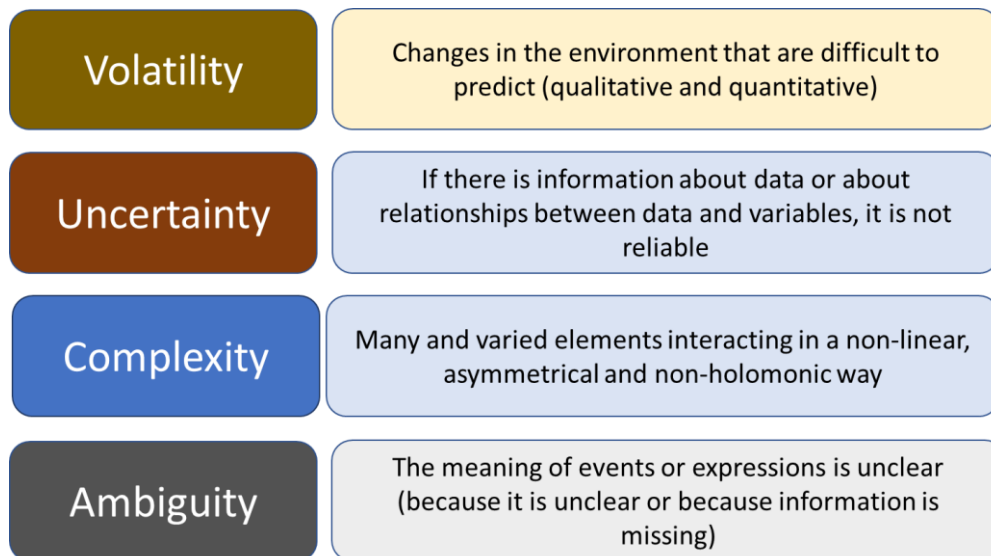 Volatility
Changes in the environment that are difficult to
predict (qualitative and quantitative)
Uncertainty
If there is information about data or about
relationships between data and variables, it is not
reliable
Complexity
Many and varied elements interacting in a non-linear,
asymmetrical and non-holomonic way
Ambiguity
The meaning of events or expressions is unclear
(because it is unclear or because information is
missing)